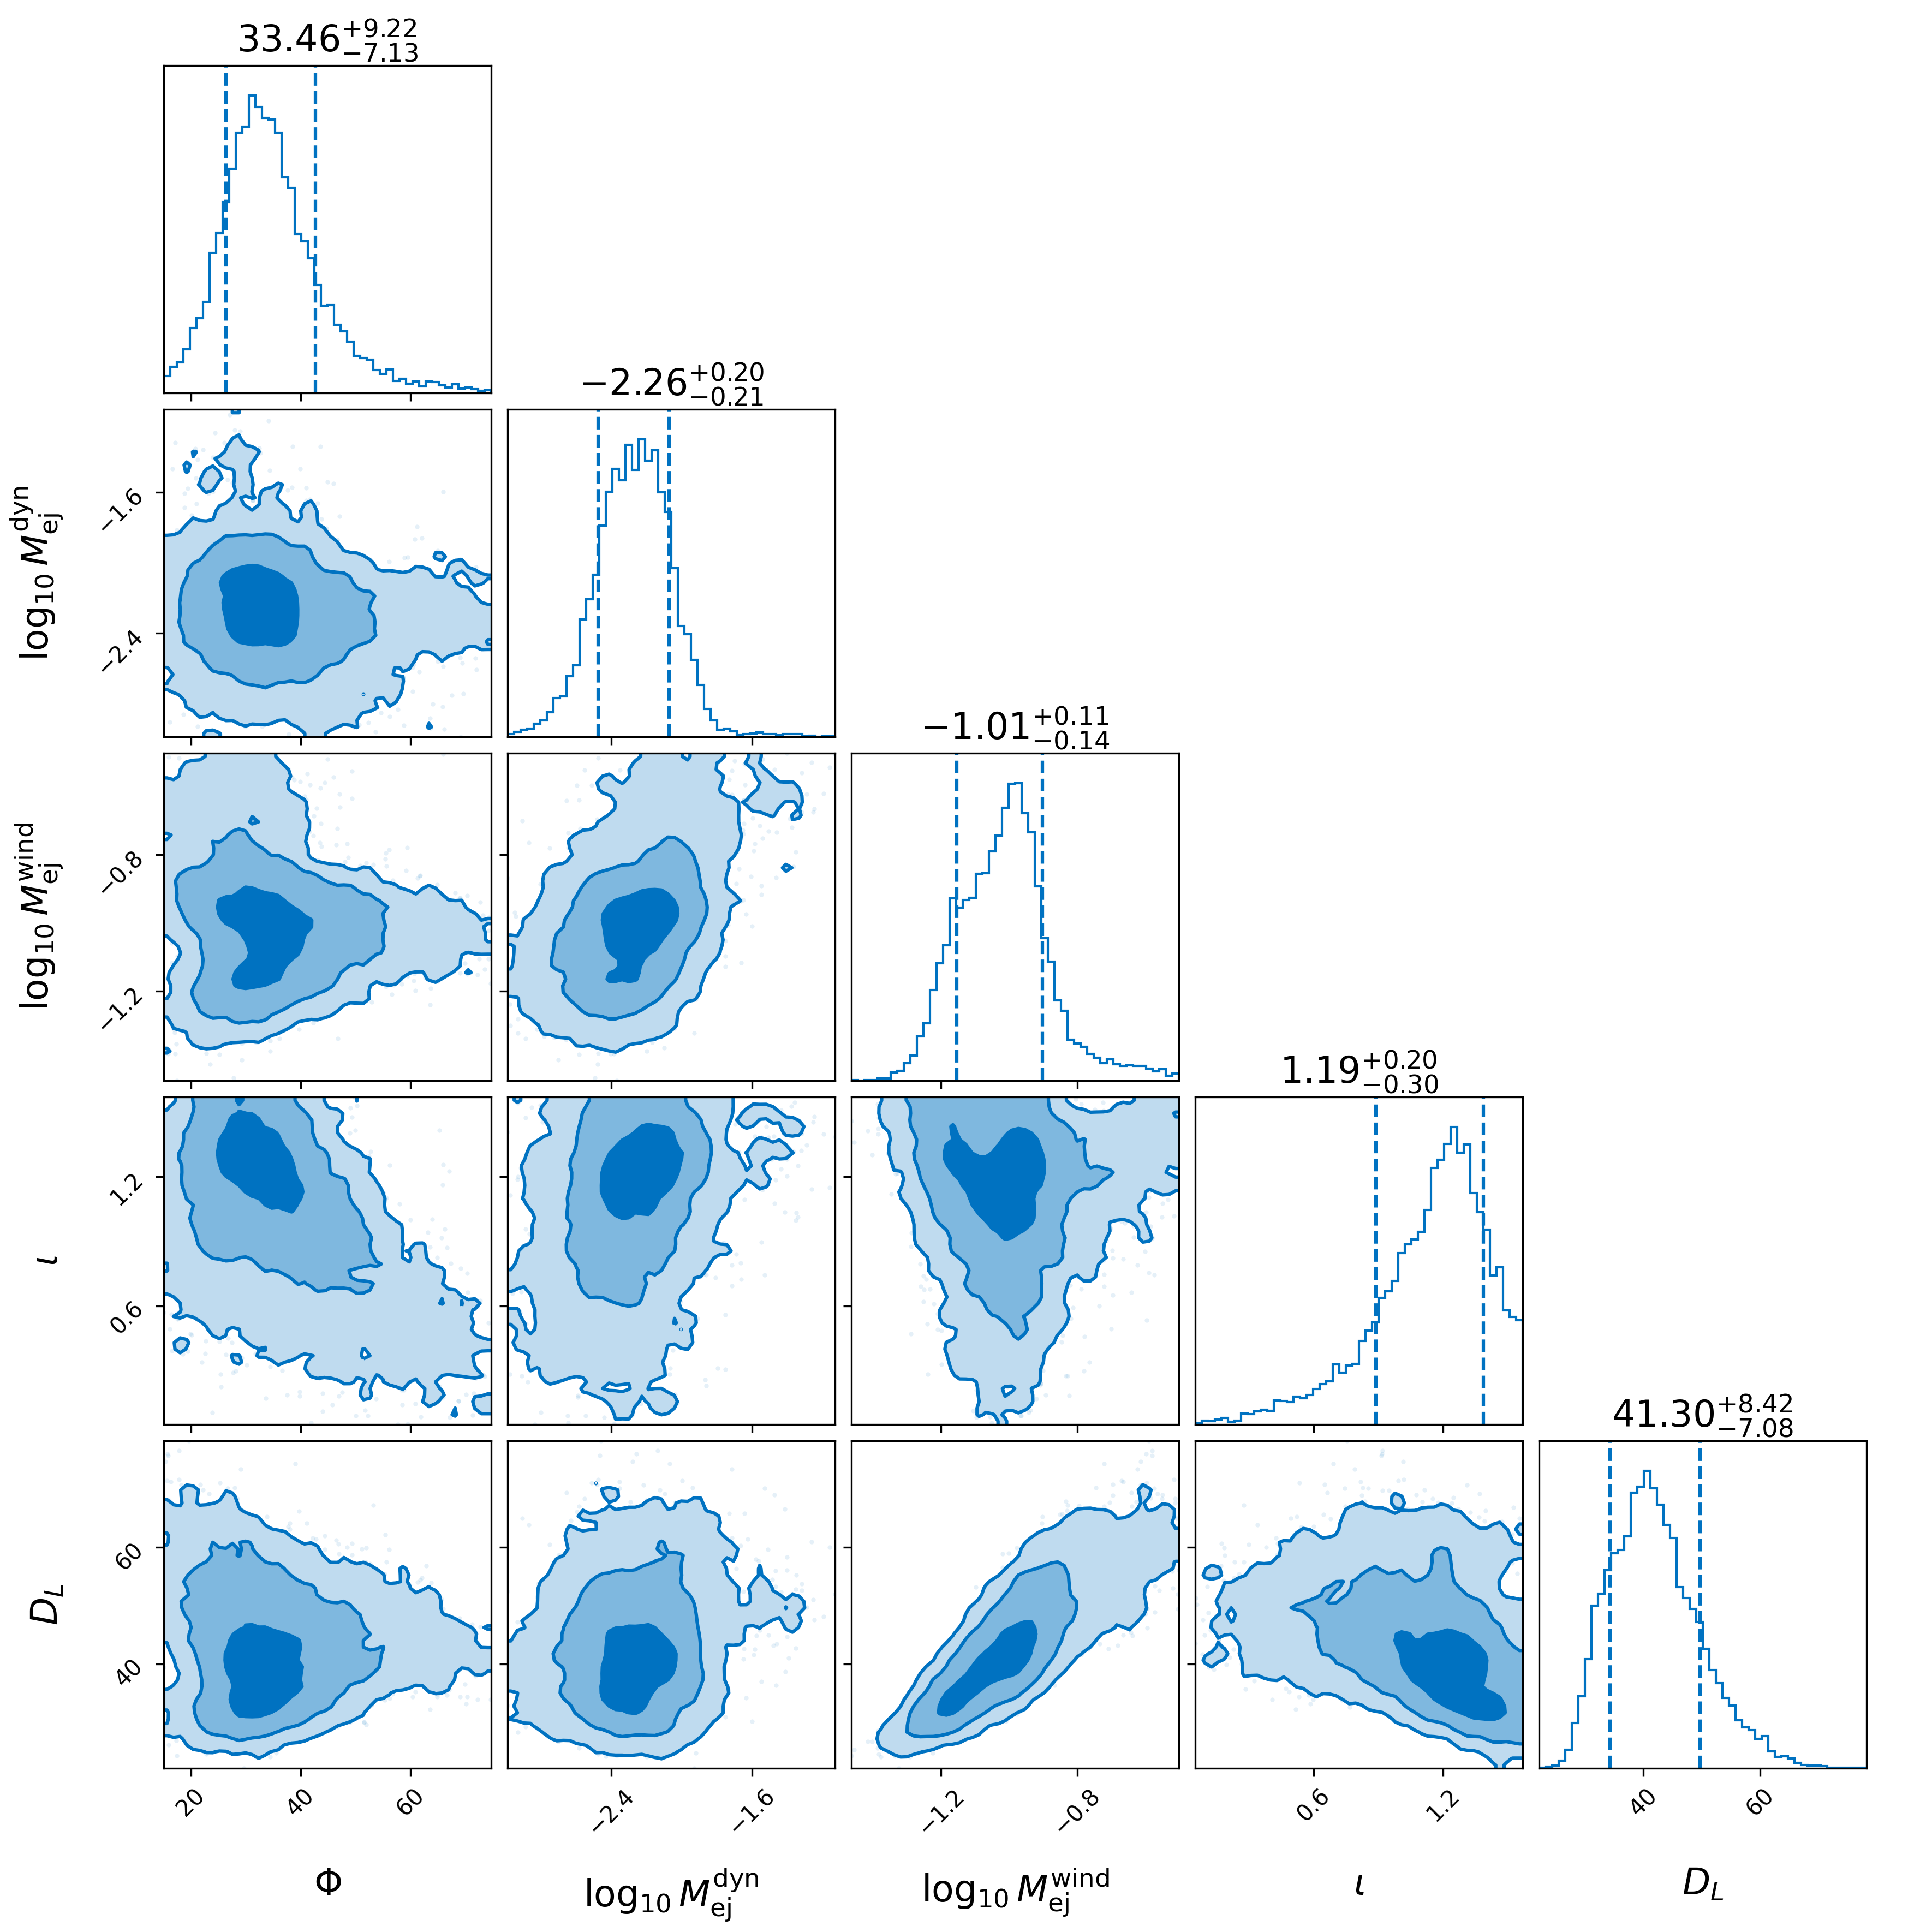 33.46+9.22−7.13
−2.26+0.20−0.21
log10 Mejdyn
−1.6
−2.4
−1.01+0.11−0.14
log10 Mejwind
−0.8
−1.2
1.19+0.20−0.30
ι
1.2
0.6
41.30+8.42−7.08
DL
60
40
20 40 60 −2.4 −1.6 −1.2 −0.8 0.6 1.2 40 60
Φ log10 Mejdyn log10 Mejwind ι DL